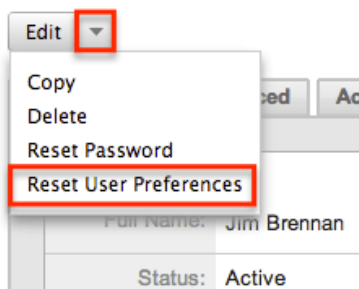 Edit
Copy
Delete
Reset Password
Reset User Preferences
Full Name: Jim Brennan
Status: Active